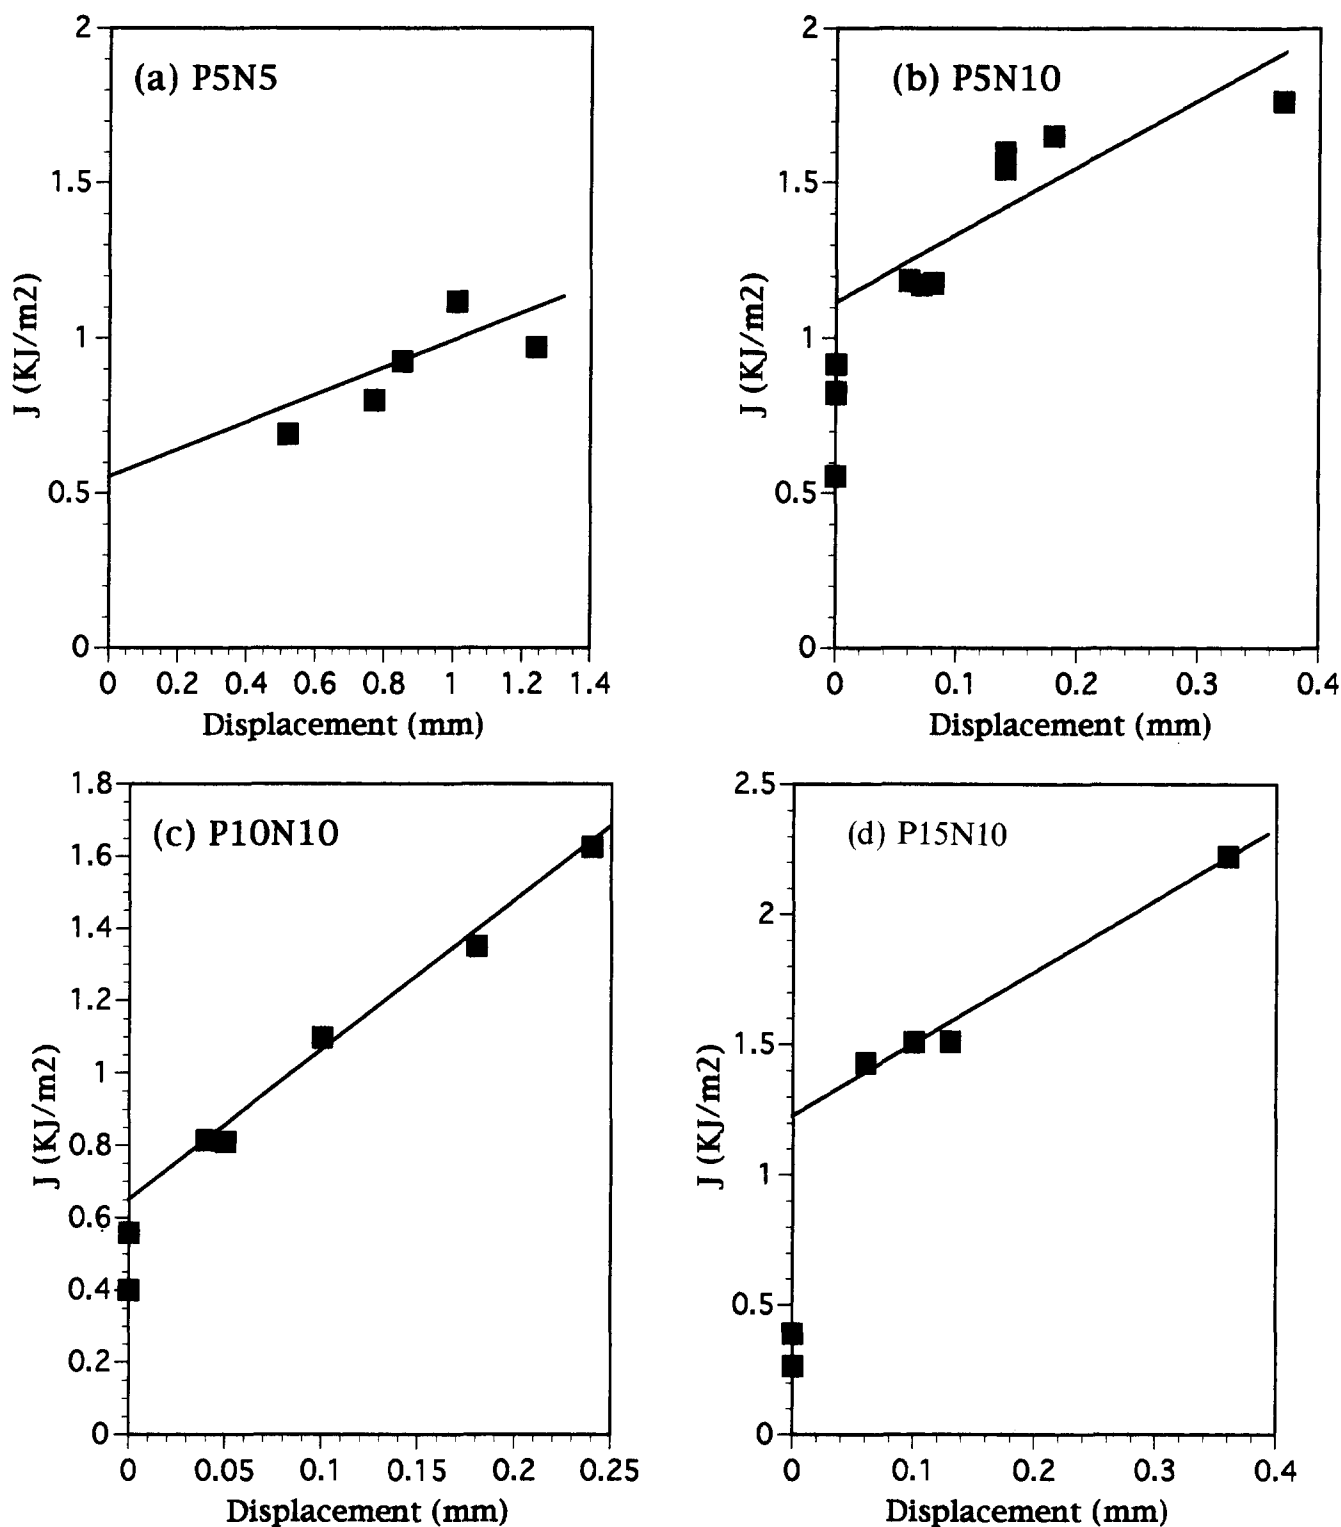 (a) P5N5
2
1.5
1
0.5
0
J (KJ/m2)
0 0.2 0.4 0.6 0.8 1 1.2 1.4
Displacement (mm)
(b) P5N10
2
1.5
1
0.5
0
J (KJ/m2)
0 0.1 0.2 0.3 0.4
Displacement (mm)
(c) P10N10
1.8
1.6
1.4
1.2
1
0.8
0.6
0.4
0.2
0
J (KJ/m2)
0 0.05 0.1 0.15 0.2 0.25
Displacement (mm)
(d) P15N10
2.5
2
1.5
1
0.5
0
J (KJ/m2)
0 0.1 0.2 0.3 0.4
Displacement (mm)